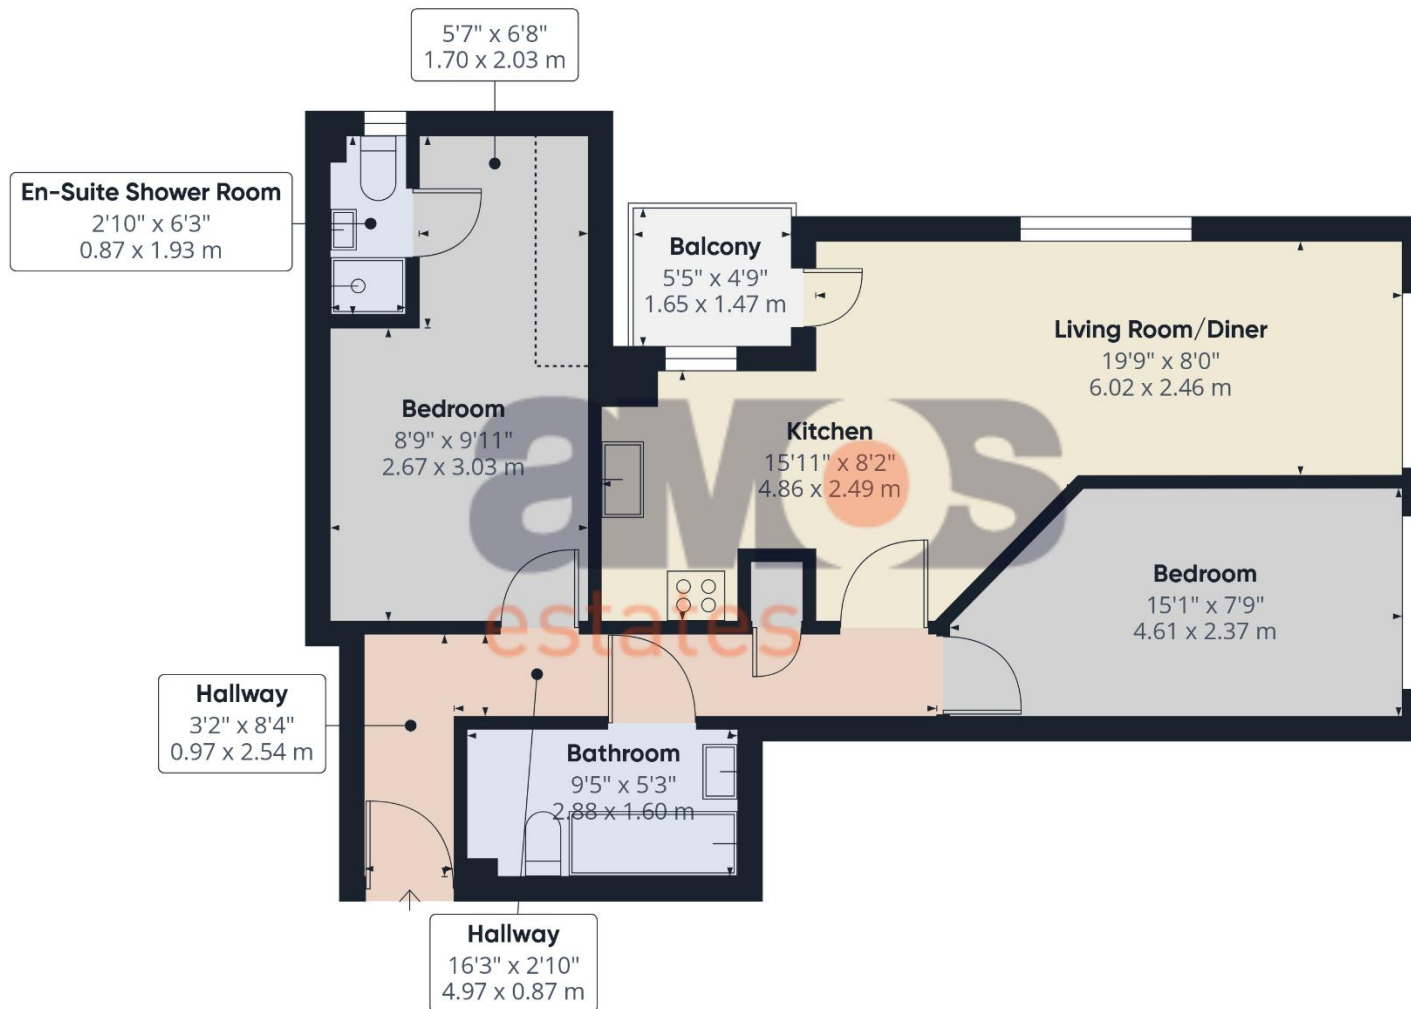 5'7" x 6'8"
1.70 x 2.03 m
En-Suite Shower Room
2'10" x 6'3"
0.87 x 1.93 m
Balcony
5'5" x 4'9"
1.65 x 1.47 m
Living Room/Diner
19'9" x 8'0"
6.02 x 2.46 m
Bedroom
8'9" x 9'11"
2.67 x 3.03 m
Kitchen
15'11" x 8'2"
4.86 x 2.49 m
amos
estates
Bedroom
15'1" x 7'9"
4.61 x 2.37 m
Hallway
3'2" x 8'4"
0.97 x 2.54 m
Bathroom
9'5" x 5'3"
2.88 x 1.60 m
Hallway
16'3" x 2'10"
4.97 x 0.87 m